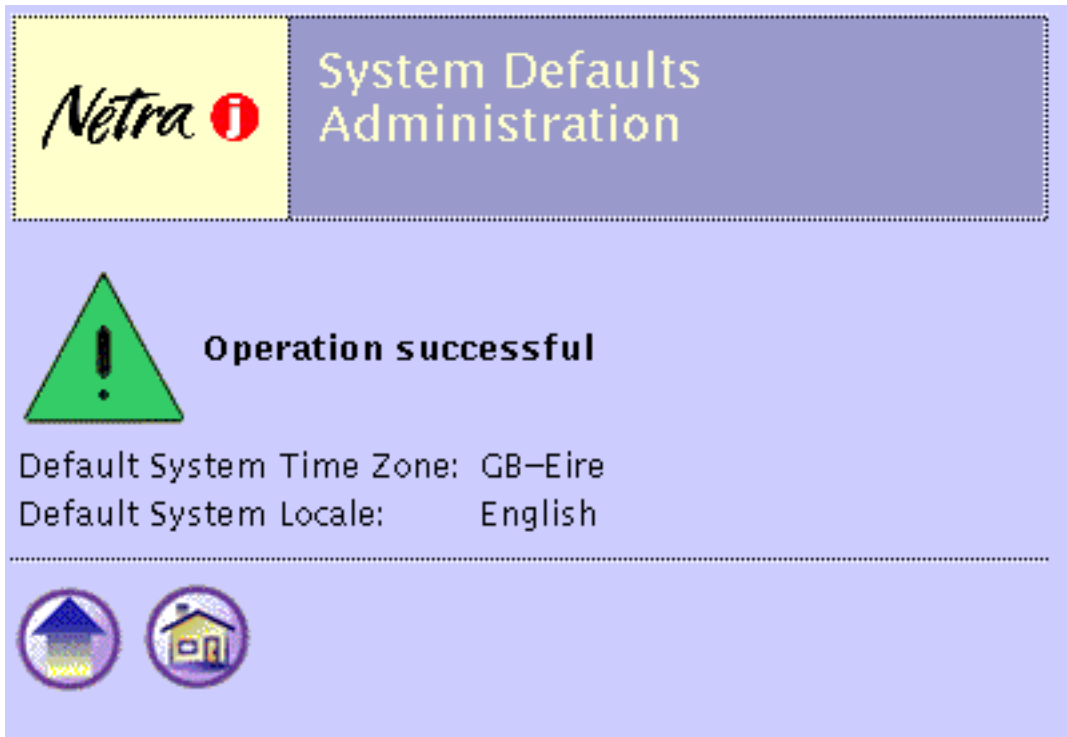 Netra j
System Defaults
Administration
Operation successful
Default System Time Zone: GB−Eire
Default System Locale: English